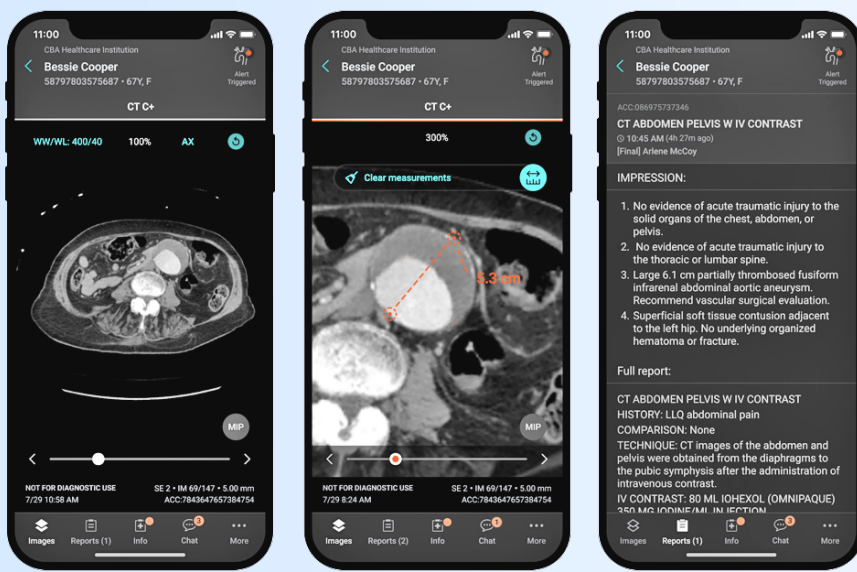 11:00
CBA Healthcare Institution
Bessie Cooper
58797803575687 • 67Y, F
Alert
Triggered
CT C+
WW/WL: 400/40 100% AX
MIP
NOT FOR DIAGNOSTIC USE
7/29 10:58 AM
SE 2 • IM 69/147 • 5.00 mm
ACC:7843647657384754
Images
Reports (1)
Info
3
Chat
More
11:00
CBA Healthcare Institution
Bessie Cooper
58797803575687 • 67Y, F
Alert
Triggered
CT C+
300%
Clear measurements
5.3 cm
MIP
NOT FOR DIAGNOSTIC USE
7/29 8:24 AM
SE 2 • IM 69/147 • 5.00 mm
ACC:7843647657384754
Images
Reports (2)
Info
1
Chat
More
11:00
CBA Healthcare Institution
Bessie Cooper
58797803575687 • 67Y, F
Alert
Triggered
ACC:086975737346
CT ABDOMEN PELVIS W IV CONTRAST
10:45 AM (4h 27m ago)
[Final] Arlene McCoy
IMPRESSION:
1. No evidence of acute traumatic injury to the
solid organs of the chest, abdomen, or
pelvis.
2. No evidence of acute traumatic injury to
the thoracic or lumbar spine.
3. Large 6.1 cm partially thrombosed fusiform
infrarenal abdominal aortic aneurysm.
Recommend vascular surgical evaluation.
4. Superficial soft tissue contusion adjacent
to the left hip. No underlying organized
hematoma or fracture.
Full report:
CT ABDOMEN PELVIS W IV CONTRAST
HISTORY: LLQ abdominal pain
COMPARISON: None
TECHNIQUE: CT images of the abdomen and
pelvis were obtained from the diaphragms to
the pubic symphysis after the administration of
intravenous contrast.
IV CONTRAST: 80 ML IOHEXOL (OMNIPAQUE)
350 MG IODINE/ML INJECTION
Images
Reports (1)
Info
3
Chat
More